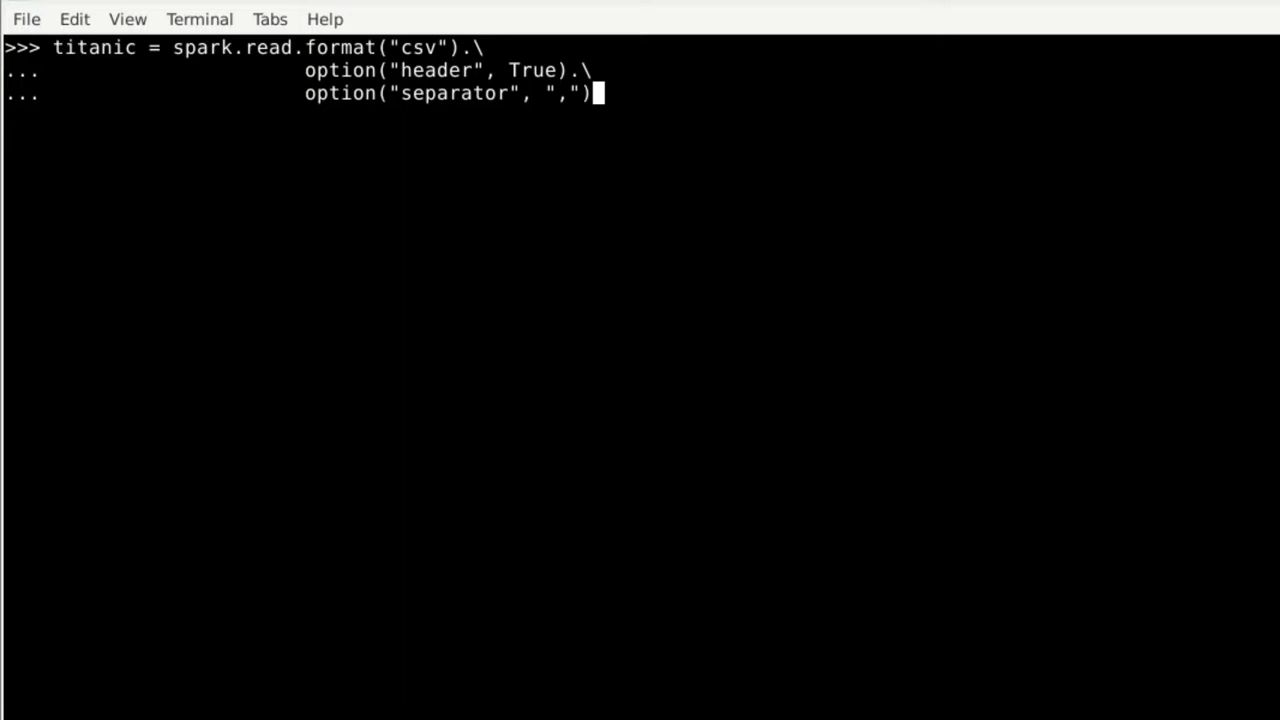 File Edit View Terminal Tabs Help
>>> titanic = spark.read.format("csv").\
...                      option("header", True).\
...                      option("separator", ",")